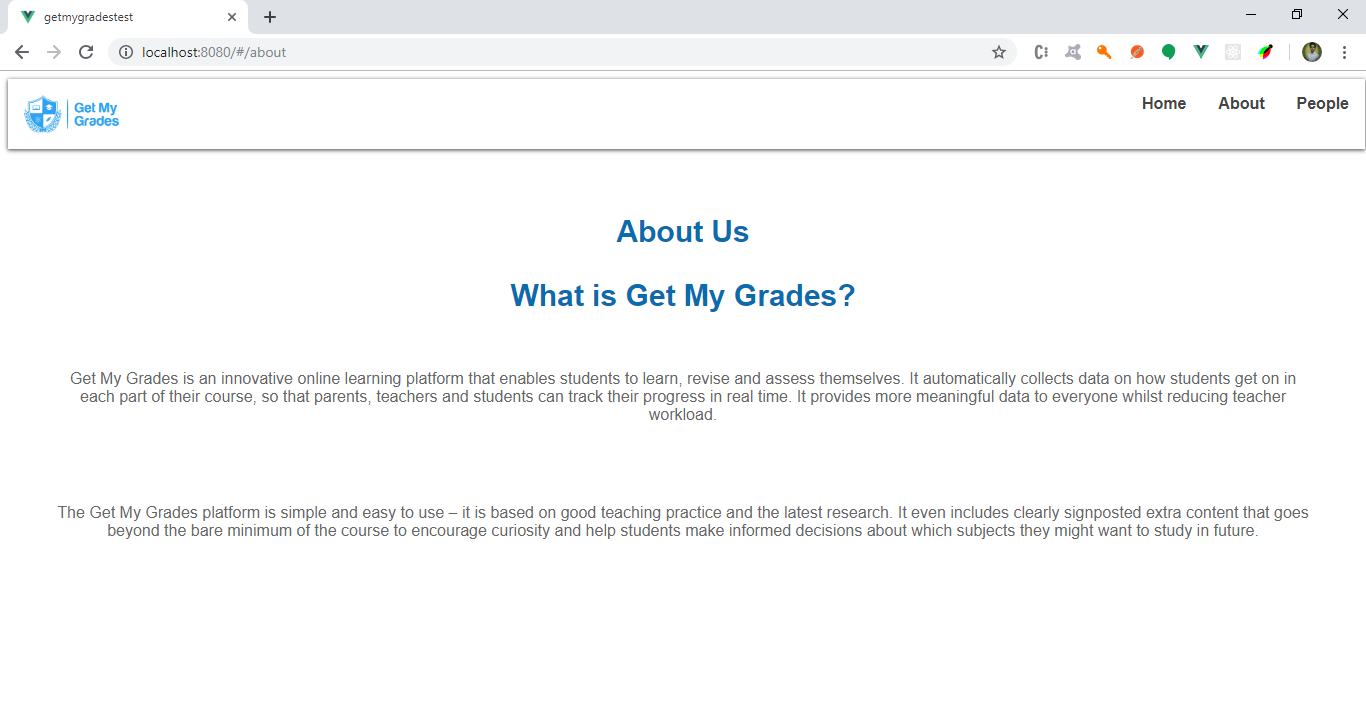 getmygradestest
localhost:8080/#/about
Get My
Grades
Home About People
About Us
What is Get My Grades?
Get My Grades is an innovative online learning platform that enables students to learn, revise and assess themselves. It automatically collects data on how students get on in
each part of their course, so that parents, teachers and students can track their progress in real time. It provides more meaningful data to everyone whilst reducing teacher
workload.
The Get My Grades platform is simple and easy to use – it is based on good teaching practice and the latest research. It even includes clearly signposted extra content that goes
beyond the bare minimum of the course to encourage curiosity and help students make informed decisions about which subjects they might want to study in future.